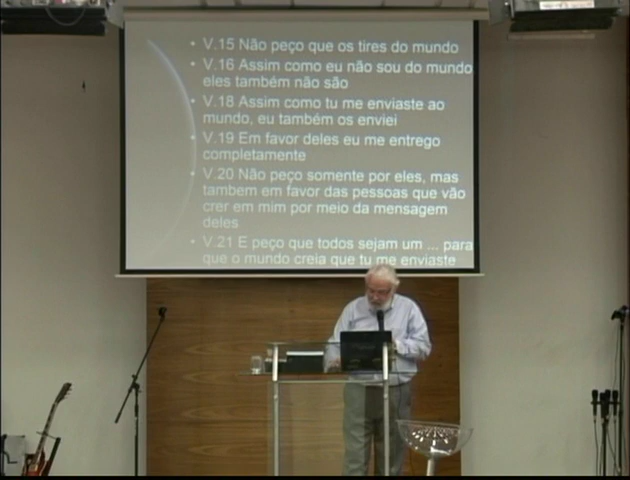 • V.15 Não peço que os tires do mundo
• V.16 Assim como eu não sou do mundo
eles também não são
• V.18 Assim como tu me enviaste ao
mundo, eu também os enviei
• V.19 Em favor deles eu me entrego
completamente
• V.20 Não peço somente por eles, mas
tambem em favor das pessoas que vão
crer em mim por meio da mensagem
deles
• V.21 E peço que todos sejam um ... para
que o mundo creia que tu me enviaste